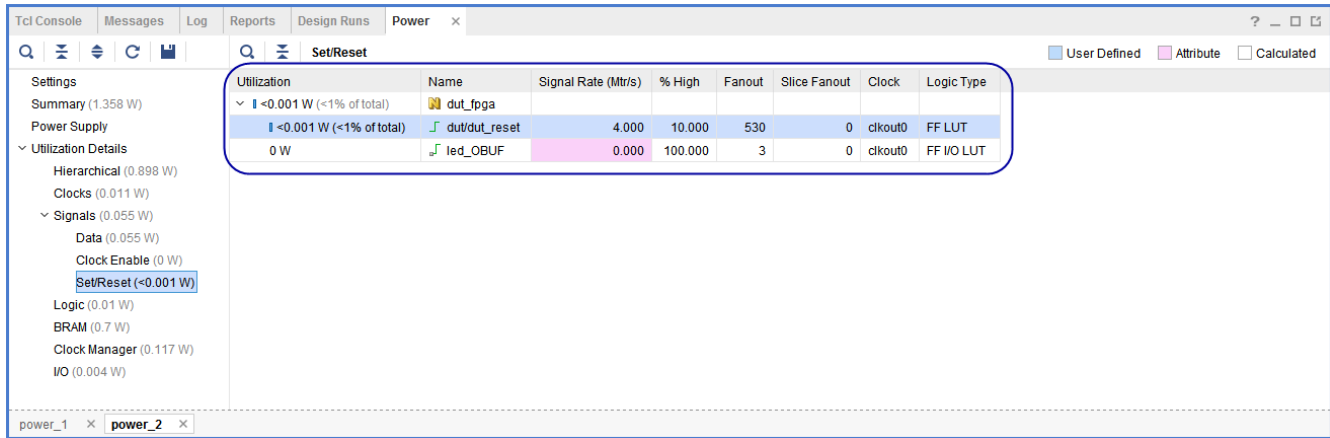 Tcl Console Messages Log Reports Design Runs Power × ?
Set/Reset User Defined Attribute Calculated
Settings
Summary (1.358 W)
Power Supply
Utilization Details
Hierarchical (0.898 W)
Clocks (0.011 W)
Signals (0.055 W)
Data (0.055 W)
Clock Enable (0 W)
Set/Reset (<0.001 W)
Logic (0.01 W)
BRAM (0.7 W)
Clock Manager (0.117 W)
I/O (0.004 W)
Utilization Name Signal Rate (Mtr/s) % High Fanout Slice Fanout Clock Logic Type
<0.001 W (<1% of total) dut_fpga
<0.001 W (<1% of total) dut/dut_reset 4.000 10.000 530 0 clkout0 FF LUT
0 W led_OBUF 0.000 100.000 3 0 clkout0 FF I/O LUT
power_1 × power_2 ×